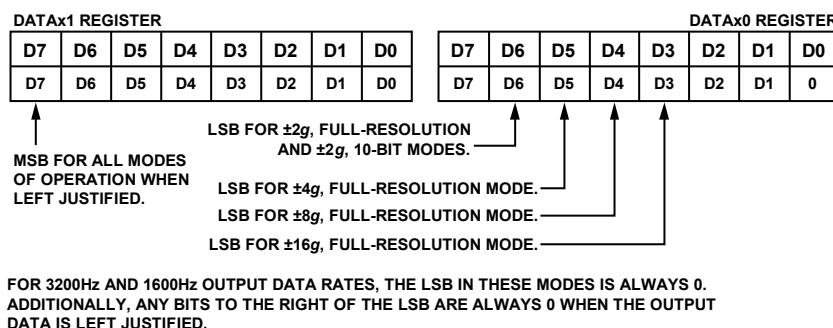 DATAx1 REGISTER
DATAx0 REGISTER
D7 D6 D5 D4 D3 D2 D1 D0 D7 D6 D5 D4 D3 D2 D1 D0
D7 D6 D5 D4 D3 D2 D1 D0 D7 D6 D5 D4 D3 D2 D1 0
MSB FOR ALL MODES
OF OPERATION WHEN
LEFT JUSTIFIED.
LSB FOR ±2g, FULL-RESOLUTION
AND ±2g, 10-BIT MODES.
LSB FOR ±4g, FULL-RESOLUTION MODE.
LSB FOR ±8g, FULL-RESOLUTION MODE.
LSB FOR ±16g, FULL-RESOLUTION MODE.
FOR 3200Hz AND 1600Hz OUTPUT DATA RATES, THE LSB IN THESE MODES IS ALWAYS 0.
ADDITIONALLY, ANY BITS TO THE RIGHT OF THE LSB ARE ALWAYS 0 WHEN THE OUTPUT
DATA IS LEFT JUSTIFIED.